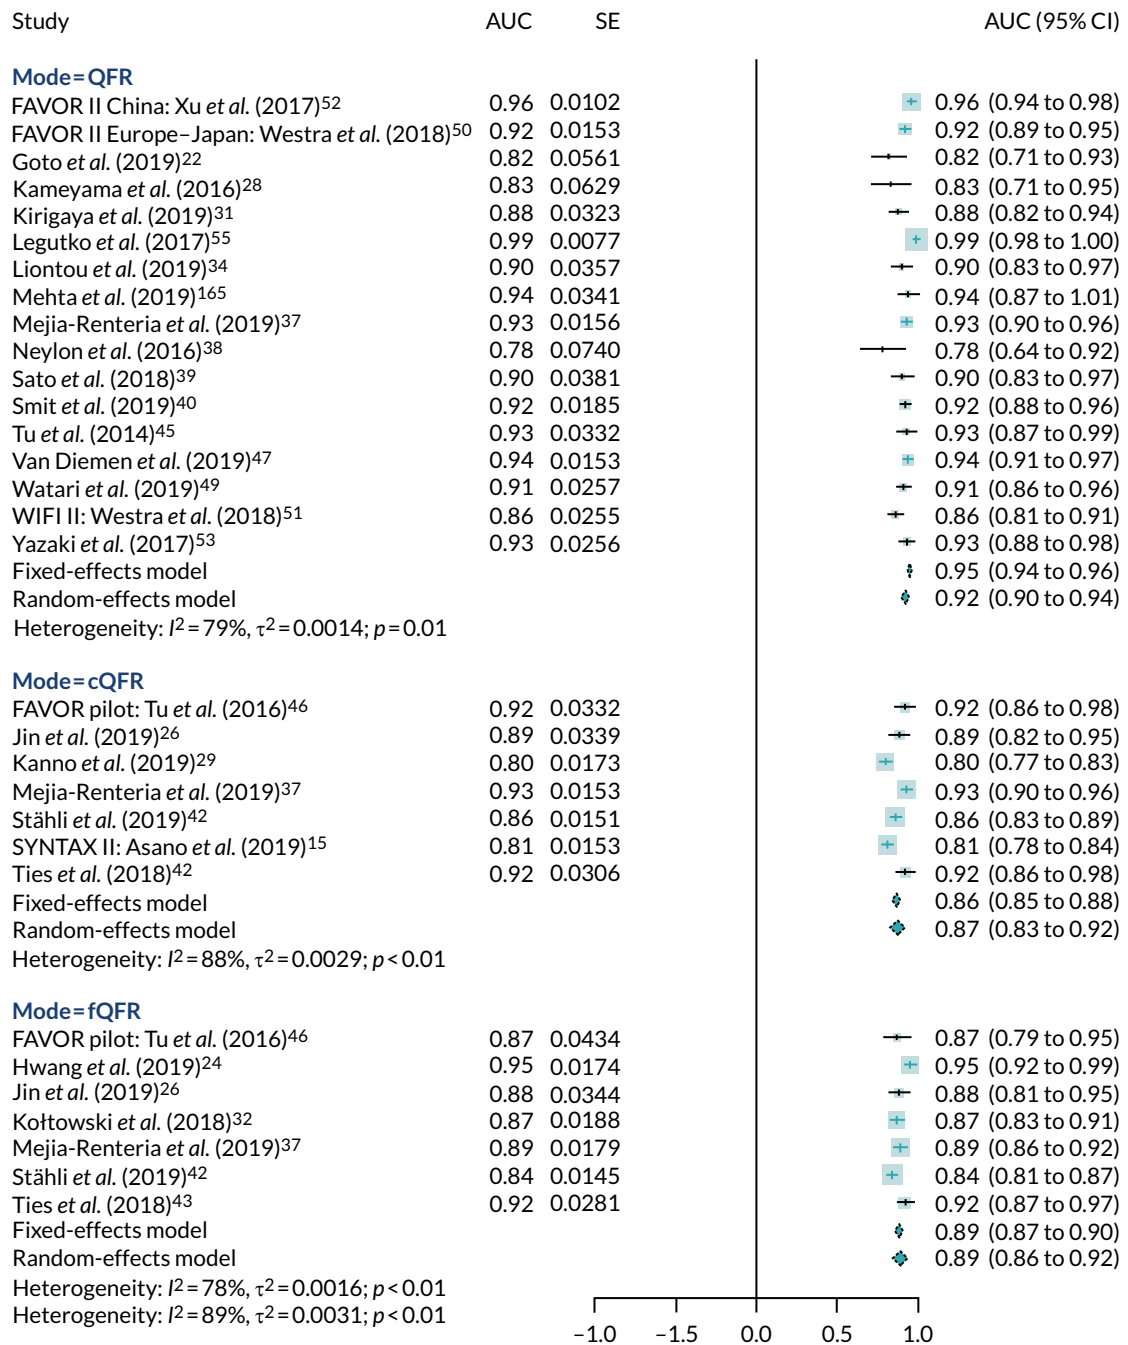 Study AUC SE AUC (95% CI)
Mode=QFR
FAVOR II China: Xu et al. (2017)52 0.96 0.0102 0.96 (0.94 to 0.98)
FAVOR II Europe–Japan: Westra et al. (2018)50 0.92 0.0153 0.92 (0.89 to 0.95)
Goto et al. (2019)22 0.82 0.0561 0.82 (0.71 to 0.93)
Kameyama et al. (2016)28 0.83 0.0629 0.83 (0.71 to 0.95)
Kirigaya et al. (2019)31 0.88 0.0323 0.88 (0.82 to 0.94)
Legutko et al. (2017)55 0.99 0.0077 0.99 (0.98 to 1.00)
Liontou et al. (2019)34 0.90 0.0357 0.90 (0.83 to 0.97)
Mehta et al. (2019)165 0.94 0.0341 0.94 (0.87 to 1.01)
Mejia-Renteria et al. (2019)37 0.93 0.0156 0.93 (0.90 to 0.96)
Neylon et al. (2016)38 0.78 0.0740 0.78 (0.64 to 0.92)
Sato et al. (2018)39 0.90 0.0381 0.90 (0.83 to 0.97)
Smit et al. (2019)40 0.92 0.0185 0.92 (0.88 to 0.96)
Tu et al. (2014)45 0.93 0.0332 0.93 (0.87 to 0.99)
Van Diemen et al. (2019)47 0.94 0.0153 0.94 (0.91 to 0.97)
Watari et al. (2019)49 0.91 0.0257 0.91 (0.86 to 0.96)
WIFI II: Westra et al. (2018)51 0.86 0.0255 0.86 (0.81 to 0.91)
Yazaki et al. (2017)53 0.93 0.0256 0.93 (0.88 to 0.98)
Fixed-effects model 0.95 (0.94 to 0.96)
Random-effects model 0.92 (0.90 to 0.94)
Heterogeneity: I2=79%, τ2=0.0014; p=0.01
Mode=cQFR
FAVOR pilot: Tu et al. (2016)46 0.92 0.0332 0.92 (0.86 to 0.98)
Jin et al. (2019)26 0.89 0.0339 0.89 (0.82 to 0.95)
Kanno et al. (2019)29 0.80 0.0173 0.80 (0.77 to 0.83)
Mejia-Renteria et al. (2019)37 0.93 0.0153 0.93 (0.90 to 0.96)
Stähli et al. (2019)42 0.86 0.0151 0.86 (0.83 to 0.89)
SYNTAX II: Asano et al. (2019)15 0.81 0.0153 0.81 (0.78 to 0.84)
Ties et al. (2018)42 0.92 0.0306 0.92 (0.86 to 0.98)
Fixed-effects model 0.86 (0.85 to 0.88)
Random-effects model 0.87 (0.83 to 0.92)
Heterogeneity: I2=88%, τ2=0.0029; p<0.01
Mode=fQFR
FAVOR pilot: Tu et al. (2016)46 0.87 0.0434 0.87 (0.79 to 0.95)
Hwang et al. (2019)24 0.95 0.0174 0.95 (0.92 to 0.99)
Jin et al. (2019)26 0.88 0.0344 0.88 (0.81 to 0.95)
Kołtowski et al. (2018)32 0.87 0.0188 0.87 (0.83 to 0.91)
Mejia-Renteria et al. (2019)37 0.89 0.0179 0.89 (0.86 to 0.92)
Stähli et al. (2019)42 0.84 0.0145 0.84 (0.81 to 0.87)
Ties et al. (2018)43 0.92 0.0281 0.92 (0.87 to 0.97)
Fixed-effects model 0.89 (0.87 to 0.90)
Random-effects model 0.89 (0.86 to 0.92)
Heterogeneity: I2=78%, τ2=0.0016; p<0.01
Heterogeneity: I2=89%, τ2=0.0031; p<0.01
–1.0 –1.5 0.0 0.5 1.0